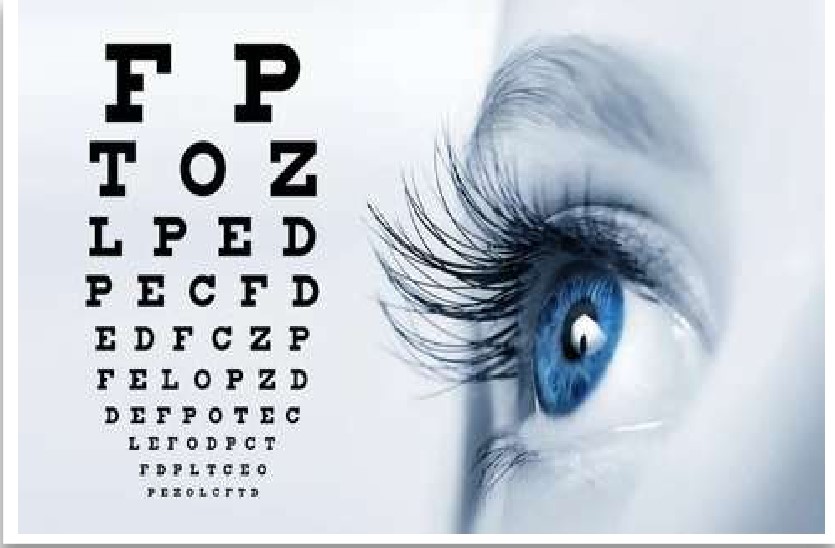 F P
T O Z
L P E D
P E C F D
E D F C Z P
F E L O P Z D
D E F P O T E C
L E F O D P C T
F D P L T C E O
P E Z O L C F T D